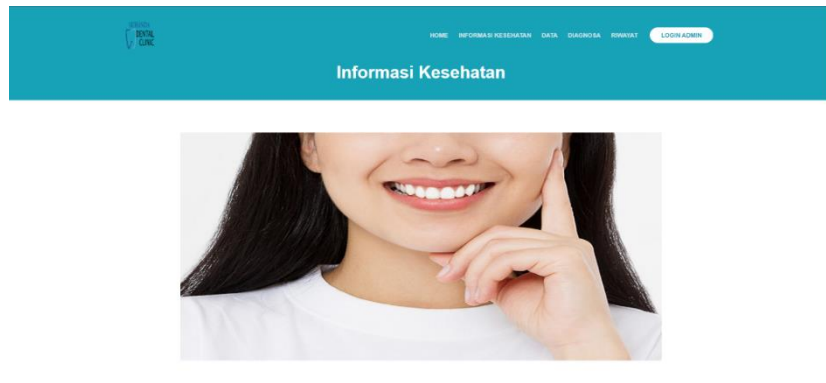 DENTAL
CLINIC
HOME INFORMASI KESEHATAN DATA DIAGNOSA RIWAYAT LOGIN ADMIN
Informasi Kesehatan